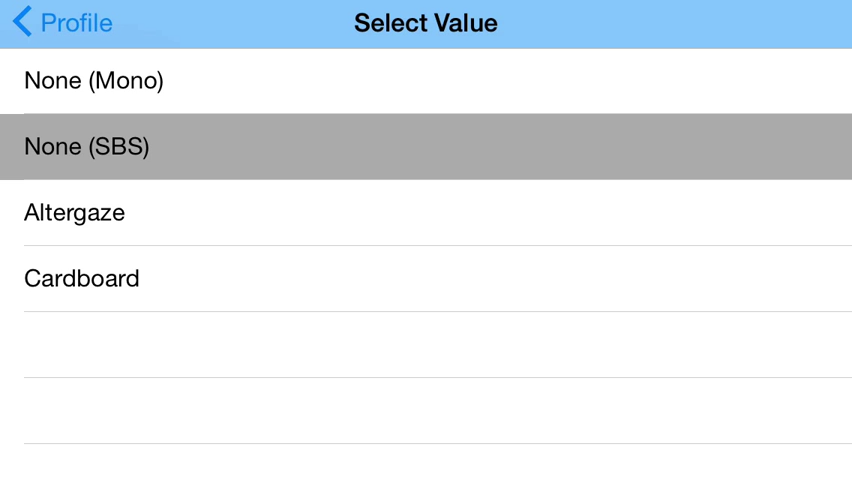 Profile
Select Value
None (Mono)
None (SBS)
Altergaze
Cardboard